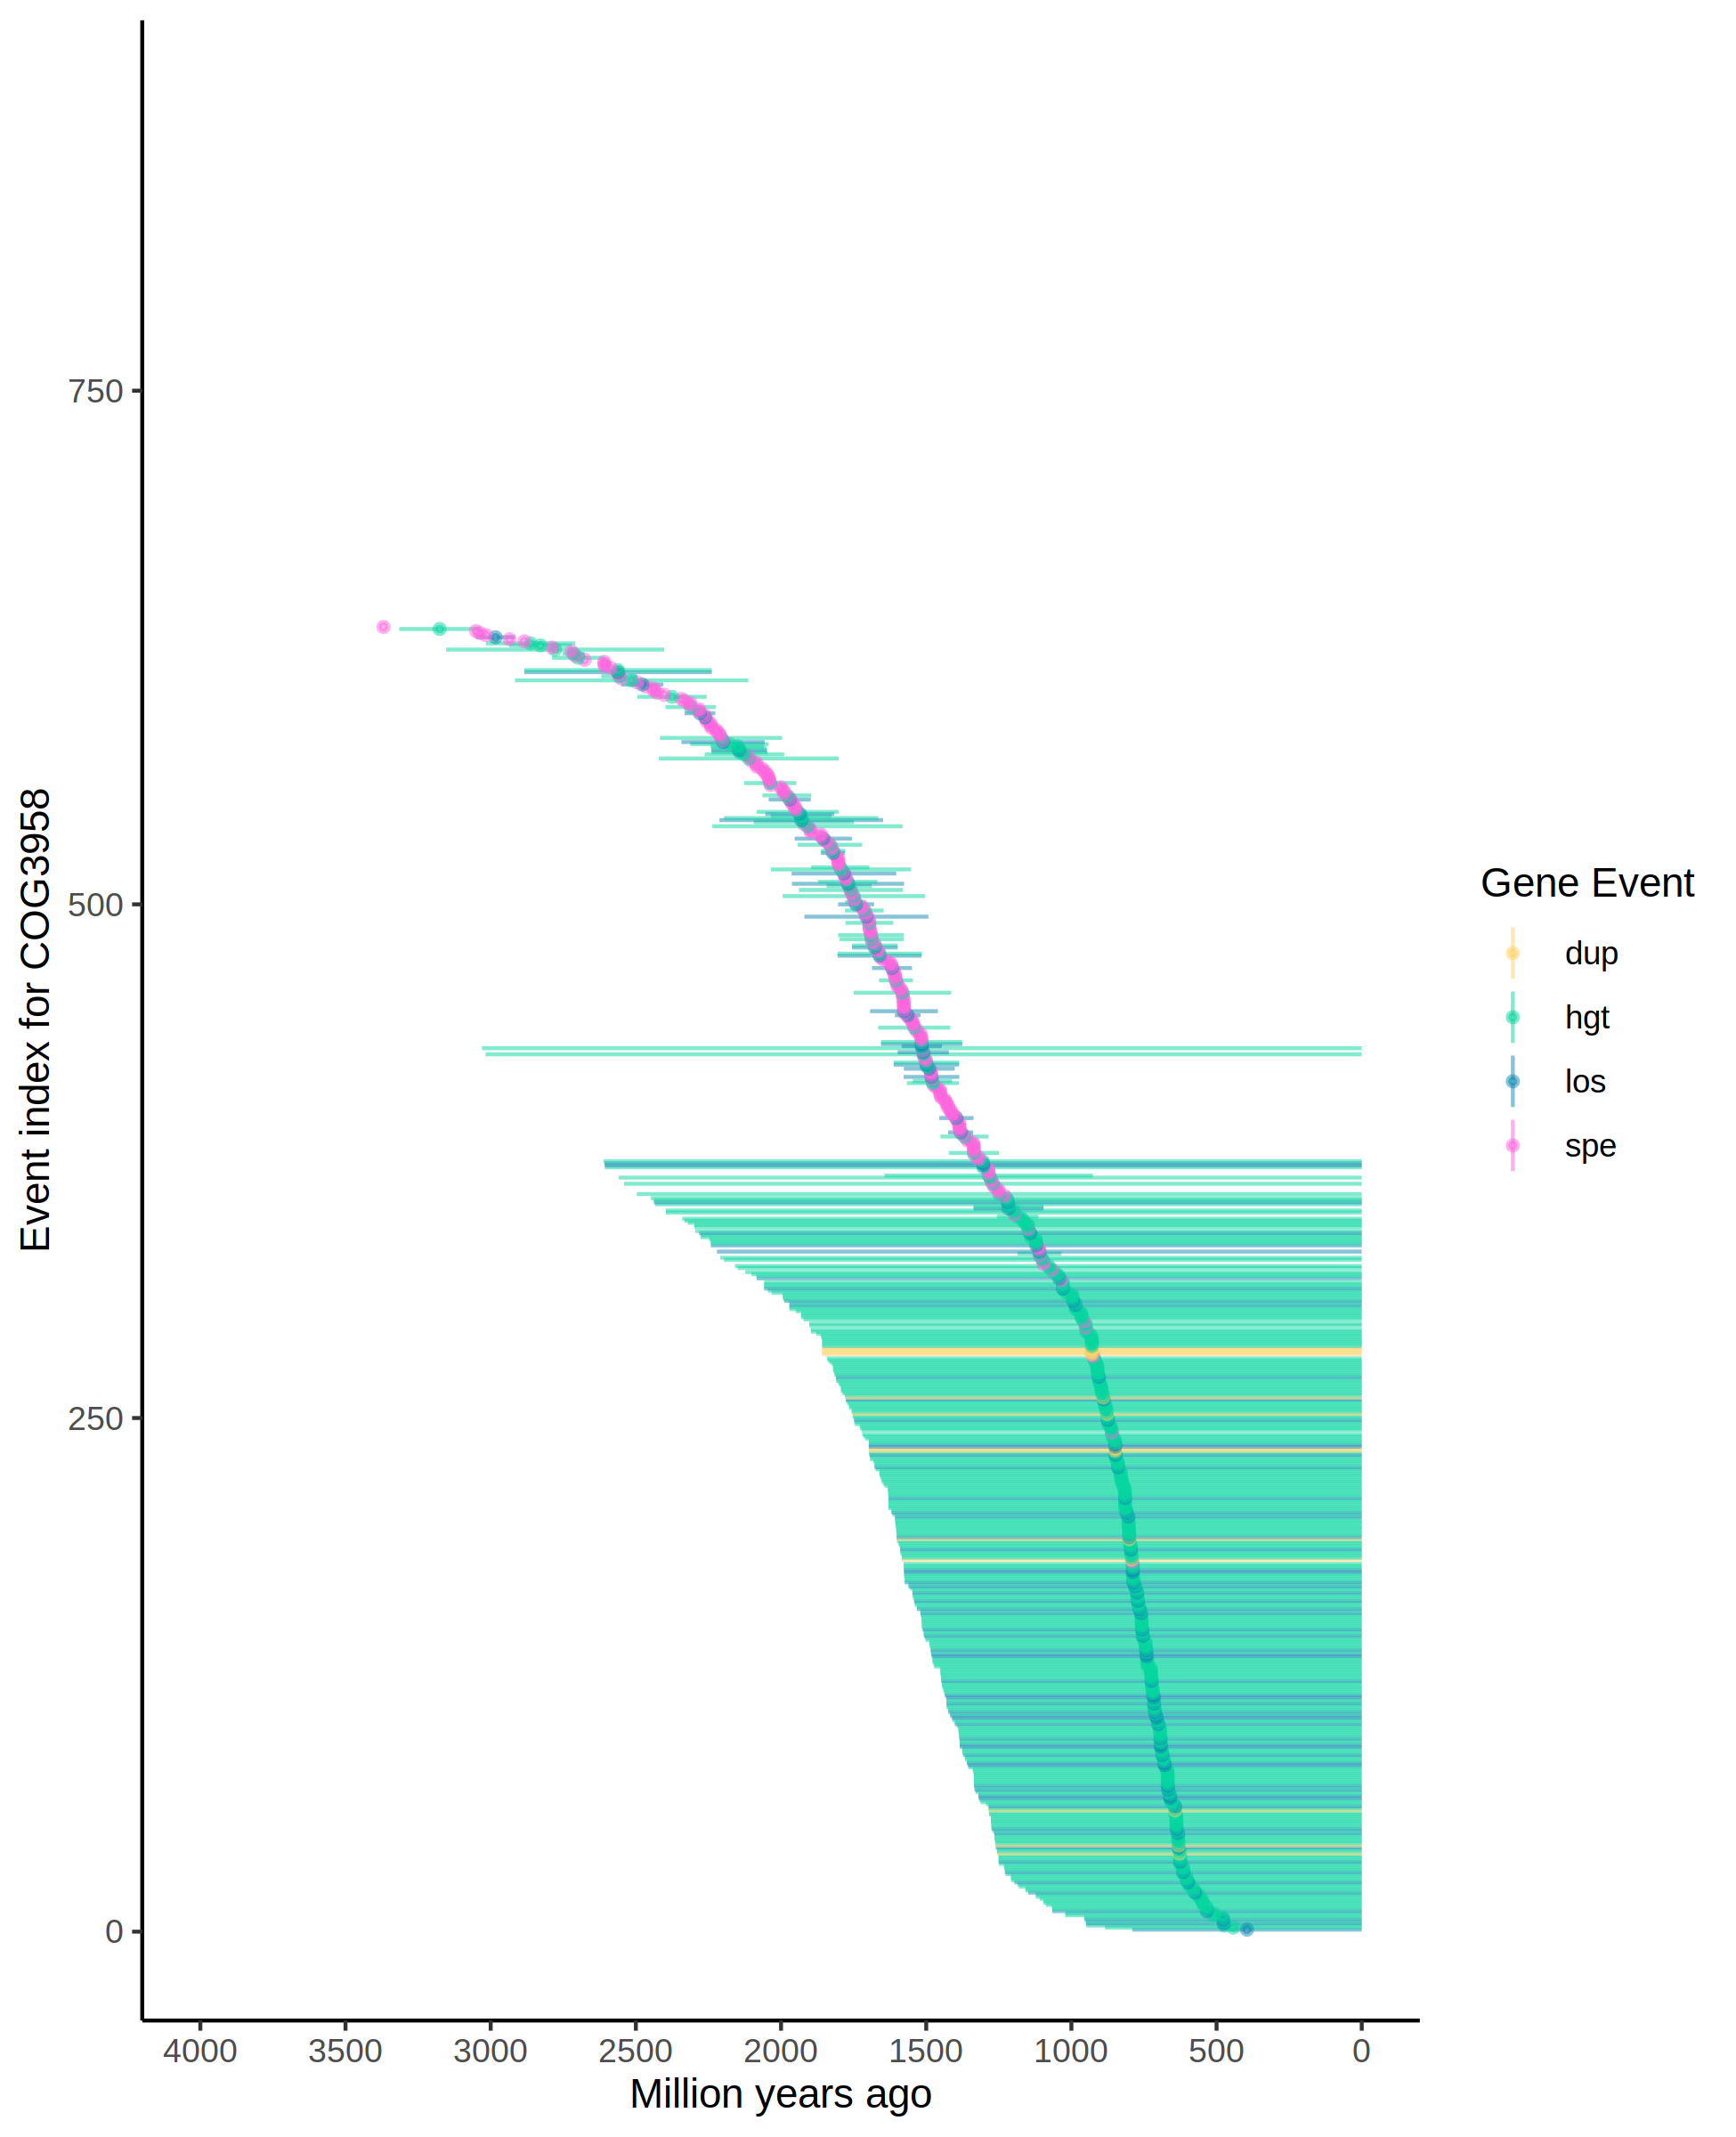 Event index for COG3958
750
500
250
0
4000 3500 3000 2500 2000 1500 1000 500 0
Million years ago
Gene Event
dup
hgt
los
spe